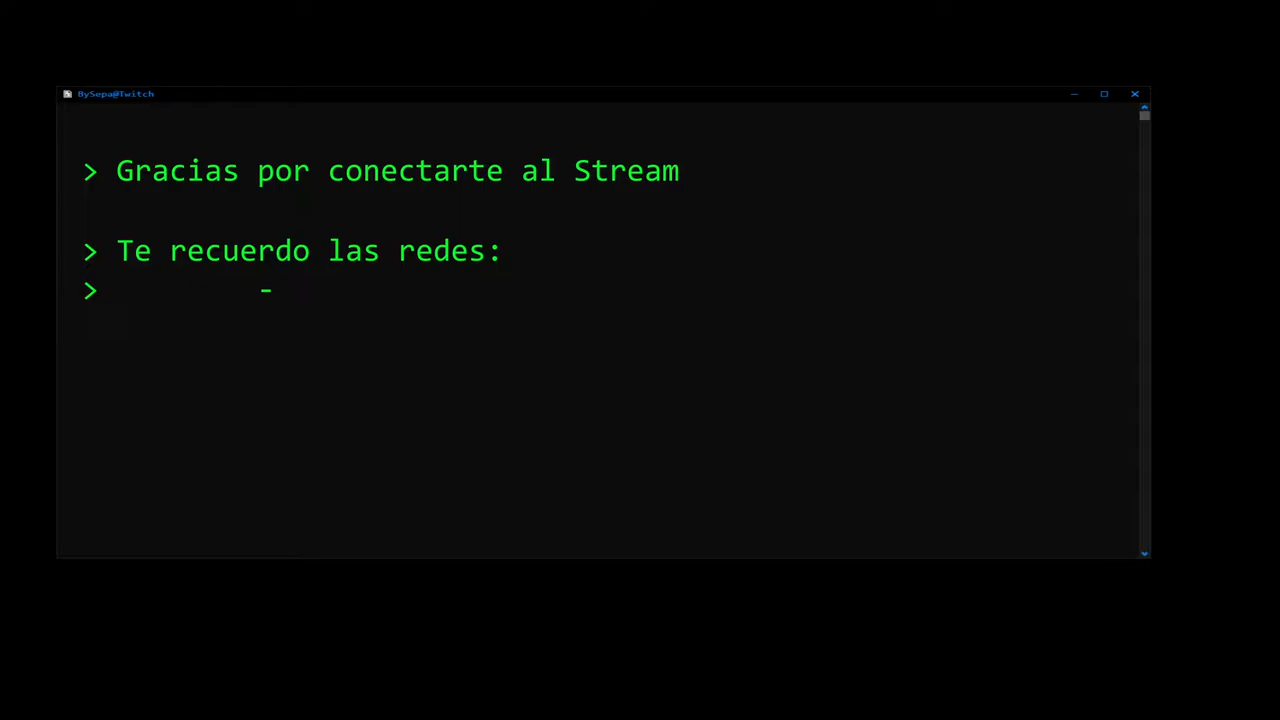 BySepa@Twitch
> Gracias por conectarte al Stream
> Te recuerdo las redes:
> -